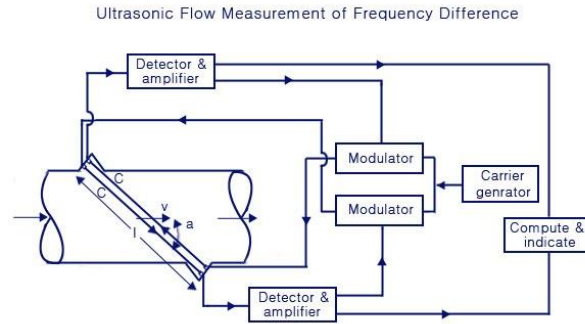 Ultrasonic Flow Measurement of Frequency Difference
Detector &
amplifier
Modulator
Carrier
genrator
Modulator
C
C
v
a
l
Compute &
indicate
Detector &
amplifier